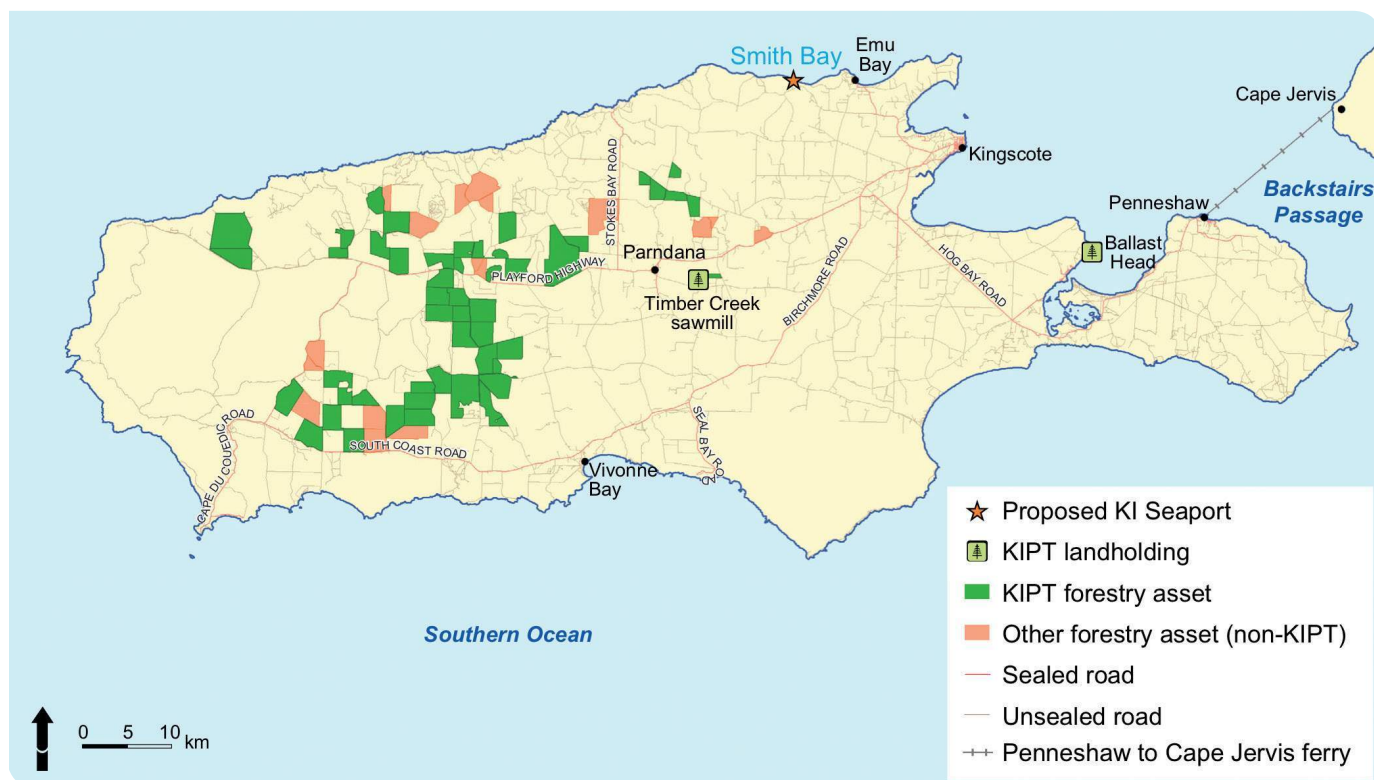 Smith Bay
Emu
Bay
Cape Jervis
Kingscote
STOKES BAY ROAD
Backstairs
Passage
Penneshaw
Ballast
Head
Parndana
PLAYFORD HIGHWAY
HOG BAY ROAD
BIRCHMORE ROAD
Timber Creek
sawmill
CAPE DU COUEDIC ROAD
SOUTH COAST ROAD
SEAL BAY ROAD
Vivonne
Bay
Southern Ocean
Proposed KI Seaport
KIPT landholding
KIPT forestry asset
Other forestry asset (non-KIPT)
Sealed road
Unsealed road
Penneshaw to Cape Jervis ferry
0 5 10 km